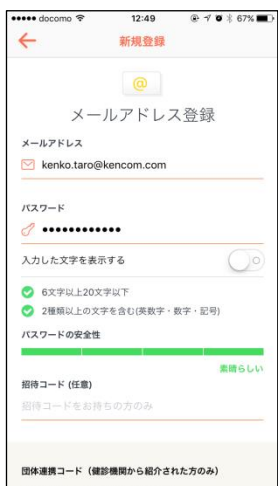 docomo 12:49 67%
新規登録
@
メールアドレス登録
メールアドレス
kenko.taro@kencom.com
パスワード
●●●●●●●●●●●●
入力した文字を表示する
6文字以上20文字以下
2種類以上の文字を含む(英数字・数字・記号)
パスワードの安全性
素晴らしい
招待コード (任意)
招待コードをお持ちの方のみ
団体連携コード（健診機関から紹介された方のみ）